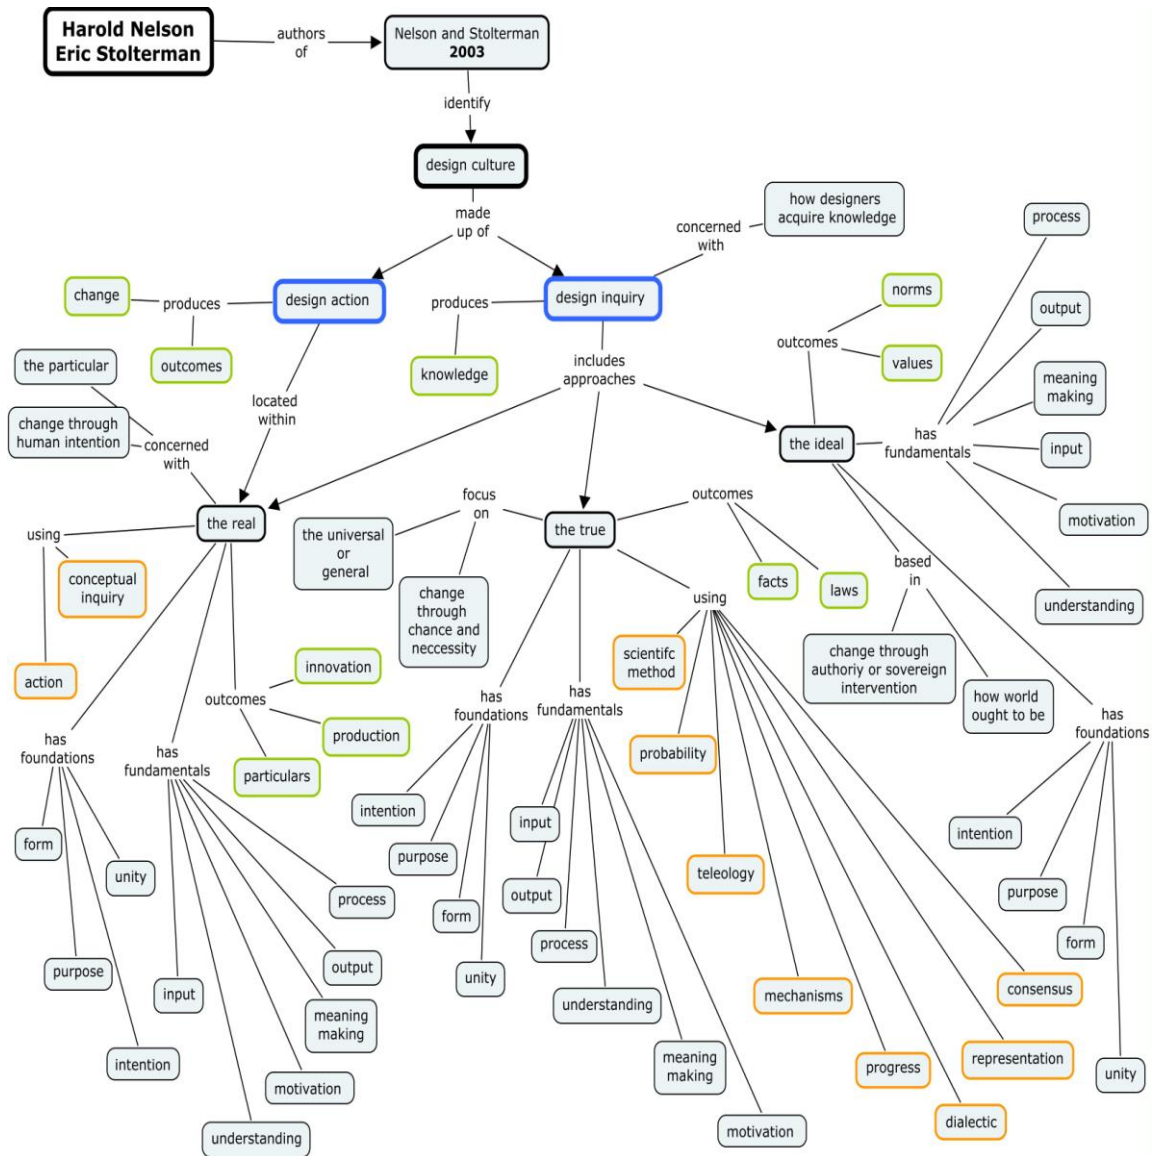 Harold Nelson
Eric Stolterman
authors
of
Nelson and Stolterman
2003
identify
design culture
made
up of
how designers
acquire knowledge
concerned
with
process
change
produces
design action
produces
design inquiry
norms
output
outcomes
outcomes
knowledge
includes
approaches
values
meaning
making
the particular
change through
human intention
concerned
with
located
within
the ideal
has
fundamentals
input
the real
focus
on
outcomes
the true
motivation
using
conceptual
inquiry
the universal
or
general
change
through
chance and
neccessity
facts
laws
based
in
understanding
using
action
innovation
outcomes
production
particulars
scientifc
method
change through
authoriy or sovereign
intervention
how world
ought to be
has
foundations
has
fundamentals
has
foundations
has
fundamentals
probability
has
foundations
form
unity
process
intention
purpose
form
unity
input
output
process
teleology
intention
purpose
form
purpose
input
output
meaning
making
intention
motivation
understanding
understanding
meaning
making
motivation
mechanisms
progress
dialectic
representation
consensus
unity